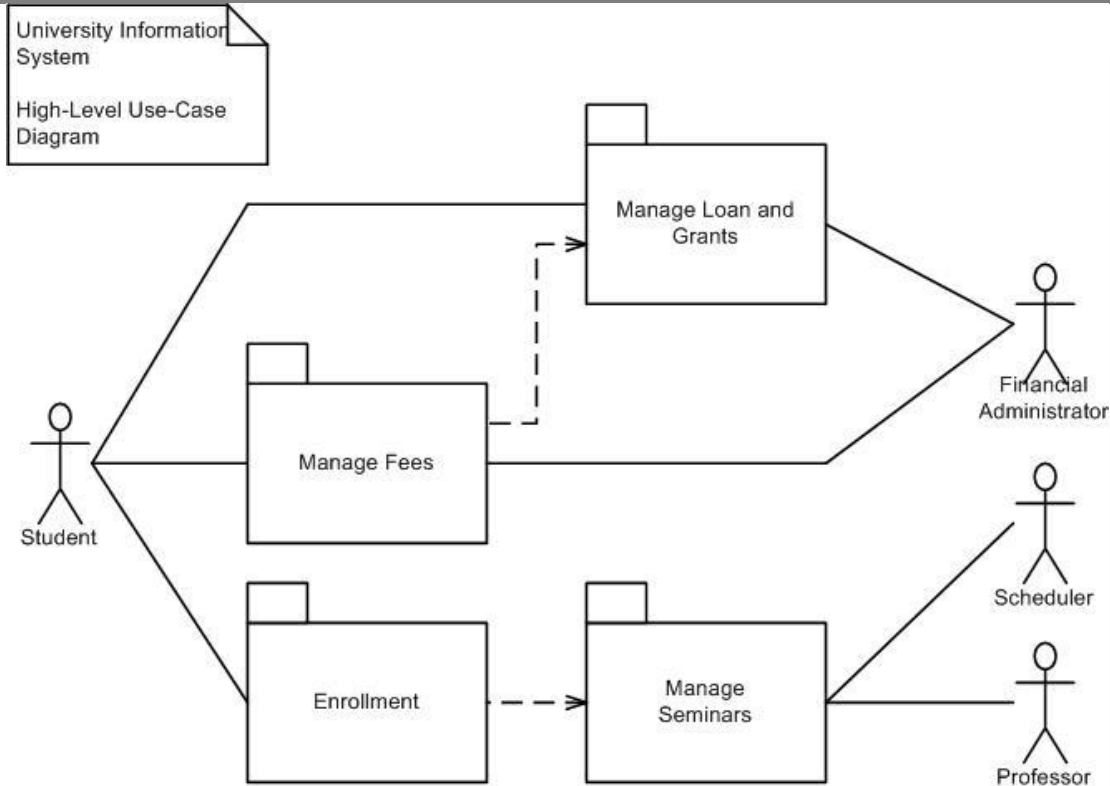 University Information
System
High-Level Use-Case
Diagram
Manage Loan and
Grants
Financial
Administrator
Manage Fees
Student
Scheduler
Enrollment
Manage
Seminars
Professor